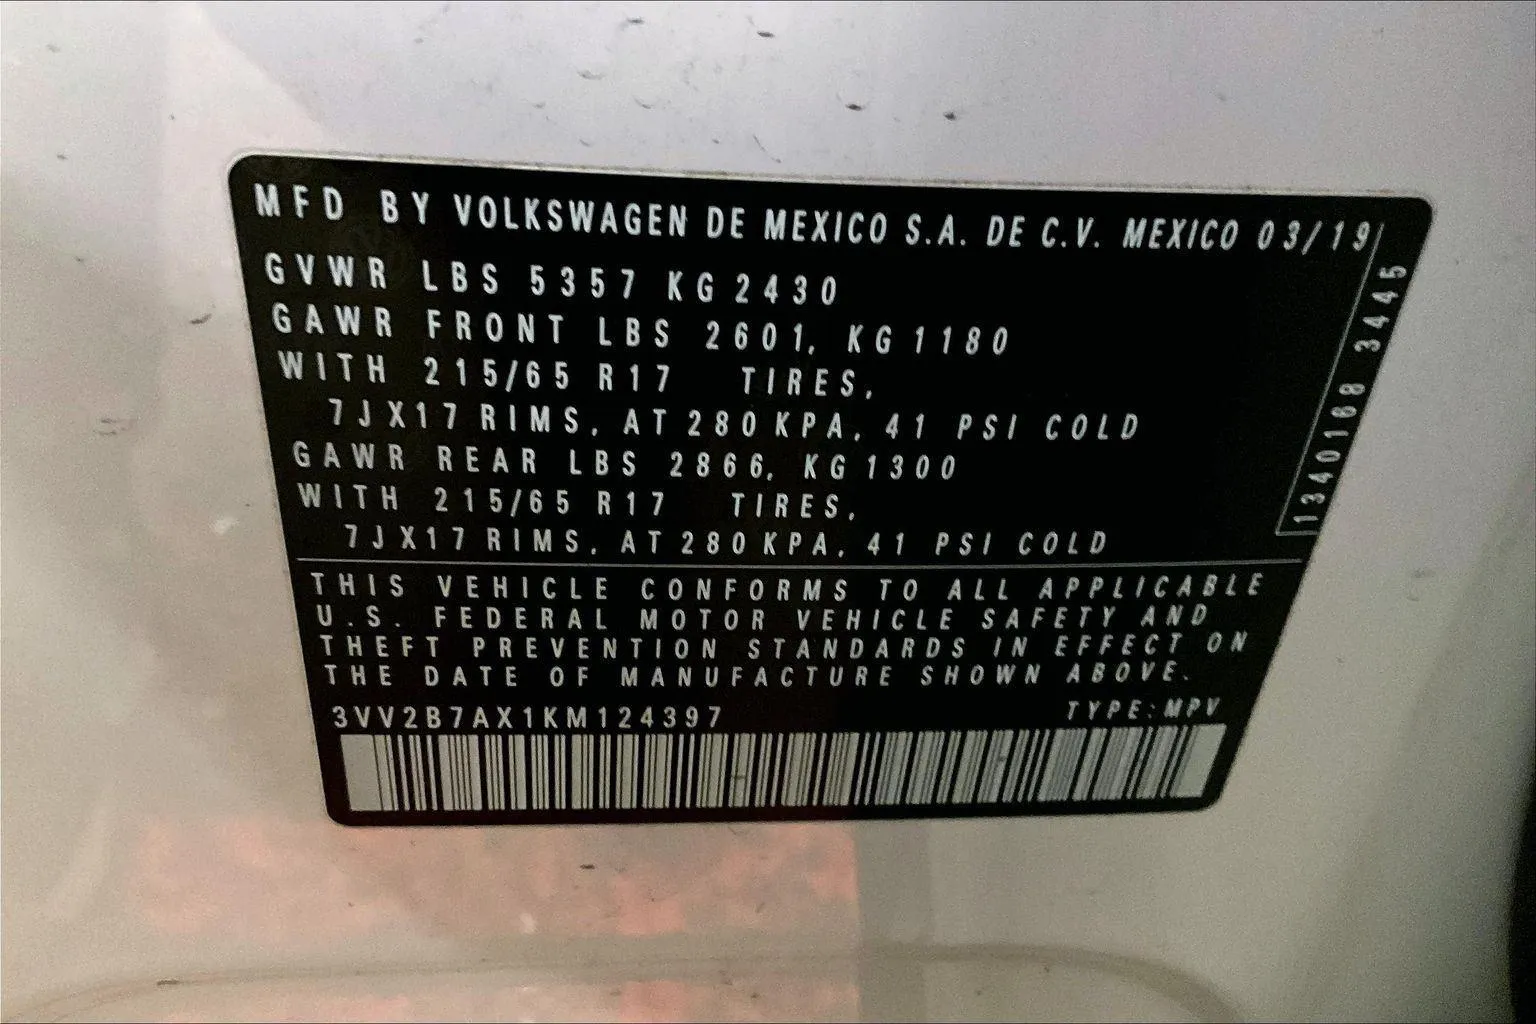 MFD BY VOLKSWAGEN DE MEXICO S.A. DE C.V. MEXICO 03/19
GVWR LBS 5357 KG 2430
GAWR FRONT LBS 2601, KG 1180
WITH 215/65 R17 TIRES,
7JX17 RIMS, AT 280 KPA, 41 PSI COLD
GAWR REAR LBS 2866, KG 1300
WITH 215/65 R17 TIRES,
7JX17 RIMS, AT 280 KPA, 41 PSI COLD
1340168 3445
THIS VEHICLE CONFORMS TO ALL APPLICABLE
U.S. FEDERAL MOTOR VEHICLE SAFETY AND
THEFT PREVENTION STANDARDS IN EFFECT ON
THE DATE OF MANUFACTURE SHOWN ABOVE.
3VV2B7AX1KM124397 TYPE:MPV